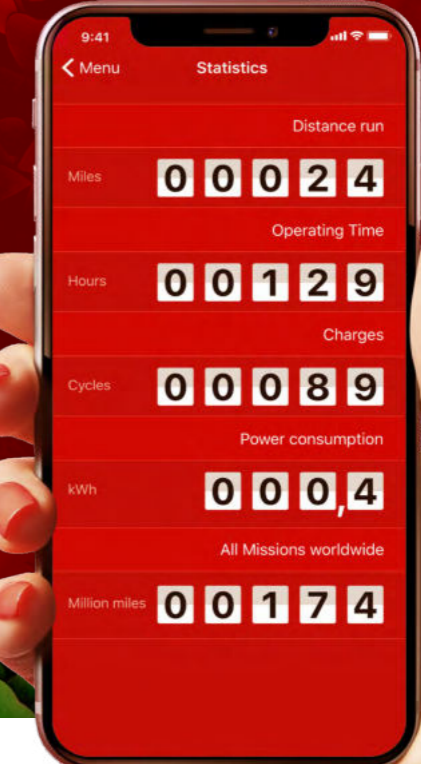 9:41
Menu Statistics
Distance run
Miles 00024
Operating Time
Hours 00129
Charges
Cycles 00089
Power consumption
kWh 000,4
All Missions worldwide
Million miles 00174